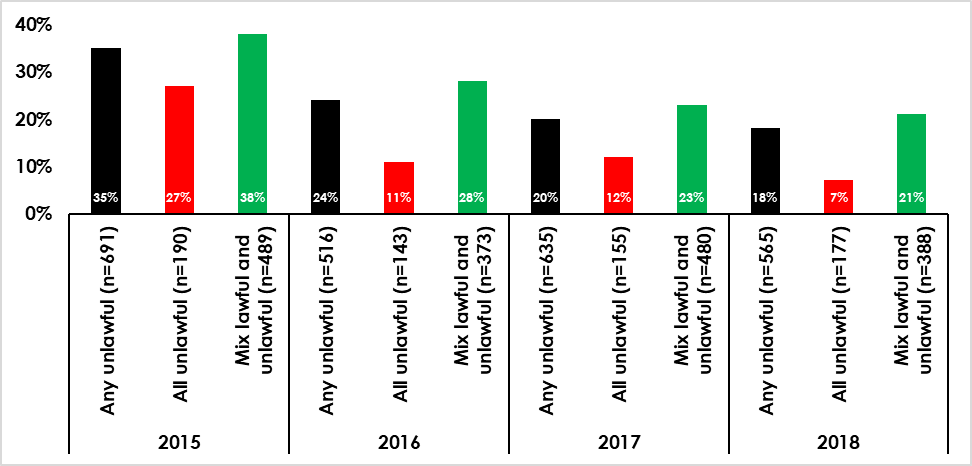 40%
30%
20%
10%
0%
35%
27%
38%
24%
11%
28%
20%
12%
23%
18%
7%
21%
Any unlawful (n=691)
All unlawful (n=190)
Mix lawful and
unlawful (n=489)
Any unlawful (n=516)
All unlawful (n=143)
Mix lawful and
unlawful (n=373)
Any unlawful (n=635)
All unlawful (n=155)
Mix lawful and
unlawful (n=480)
Any unlawful (n=565)
All unlawful (n=177)
Mix lawful and
unlawful (n=388)
2015
2016
2017
2018